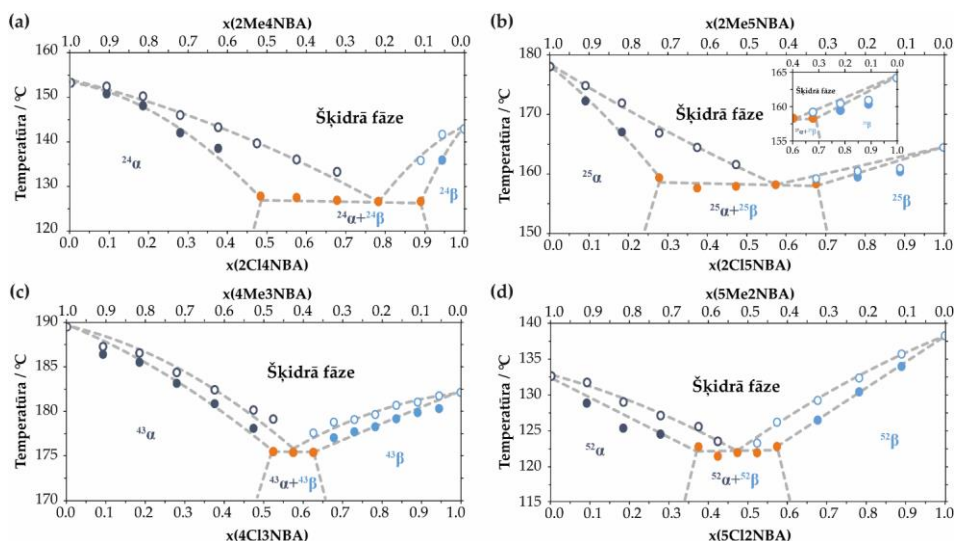 (a)
x(2Me4NBA)
1.0 0.9 0.8 0.7 0.6 0.5 0.4 0.3 0.2 0.1 0.0
160
150
140
130
120
Temperatūra / °C
Šķidrā fāze
²⁴α
²⁴α+²⁴β
²⁴β
0.0 0.1 0.2 0.3 0.4 0.5 0.6 0.7 0.8 0.9 1.0
x(2Cl4NBA)
(b)
x(2Me5NBA)
1.0 0.9 0.8 0.7 0.6 0.5 0.4 0.3 0.2 0.1 0.0
180
170
160
150
Temperatūra / °C
Šķidrā fāze
0.4 0.3 0.2 0.1 0.0
165
160
155
Šķidrā fāze
²⁵α+²⁵β
²⁵β
0.6 0.7 0.8 0.9 1.0
²⁵α
²⁵α+²⁵β
²⁵β
0.0 0.1 0.2 0.3 0.4 0.5 0.6 0.7 0.8 0.9 1.0
x(2Cl5NBA)
(c)
x(4Me3NBA)
1.0 0.9 0.8 0.7 0.6 0.5 0.4 0.3 0.2 0.1 0.0
190
180
170
Temperatūra / °C
Šķidrā fāze
⁴³α
⁴³α+⁴³β
⁴³β
0.0 0.1 0.2 0.3 0.4 0.5 0.6 0.7 0.8 0.9 1.0
x(4Cl3NBA)
(d)
x(5Me2NBA)
1.0 0.9 0.8 0.7 0.6 0.5 0.4 0.3 0.2 0.1 0.0
140
135
130
125
120
115
Temperatūra / °C
Šķidrā fāze
⁵²α
⁵²α+⁵²β
⁵²β
0.0 0.1 0.2 0.3 0.4 0.5 0.6 0.7 0.8 0.9 1.0
x(5Cl2NBA)